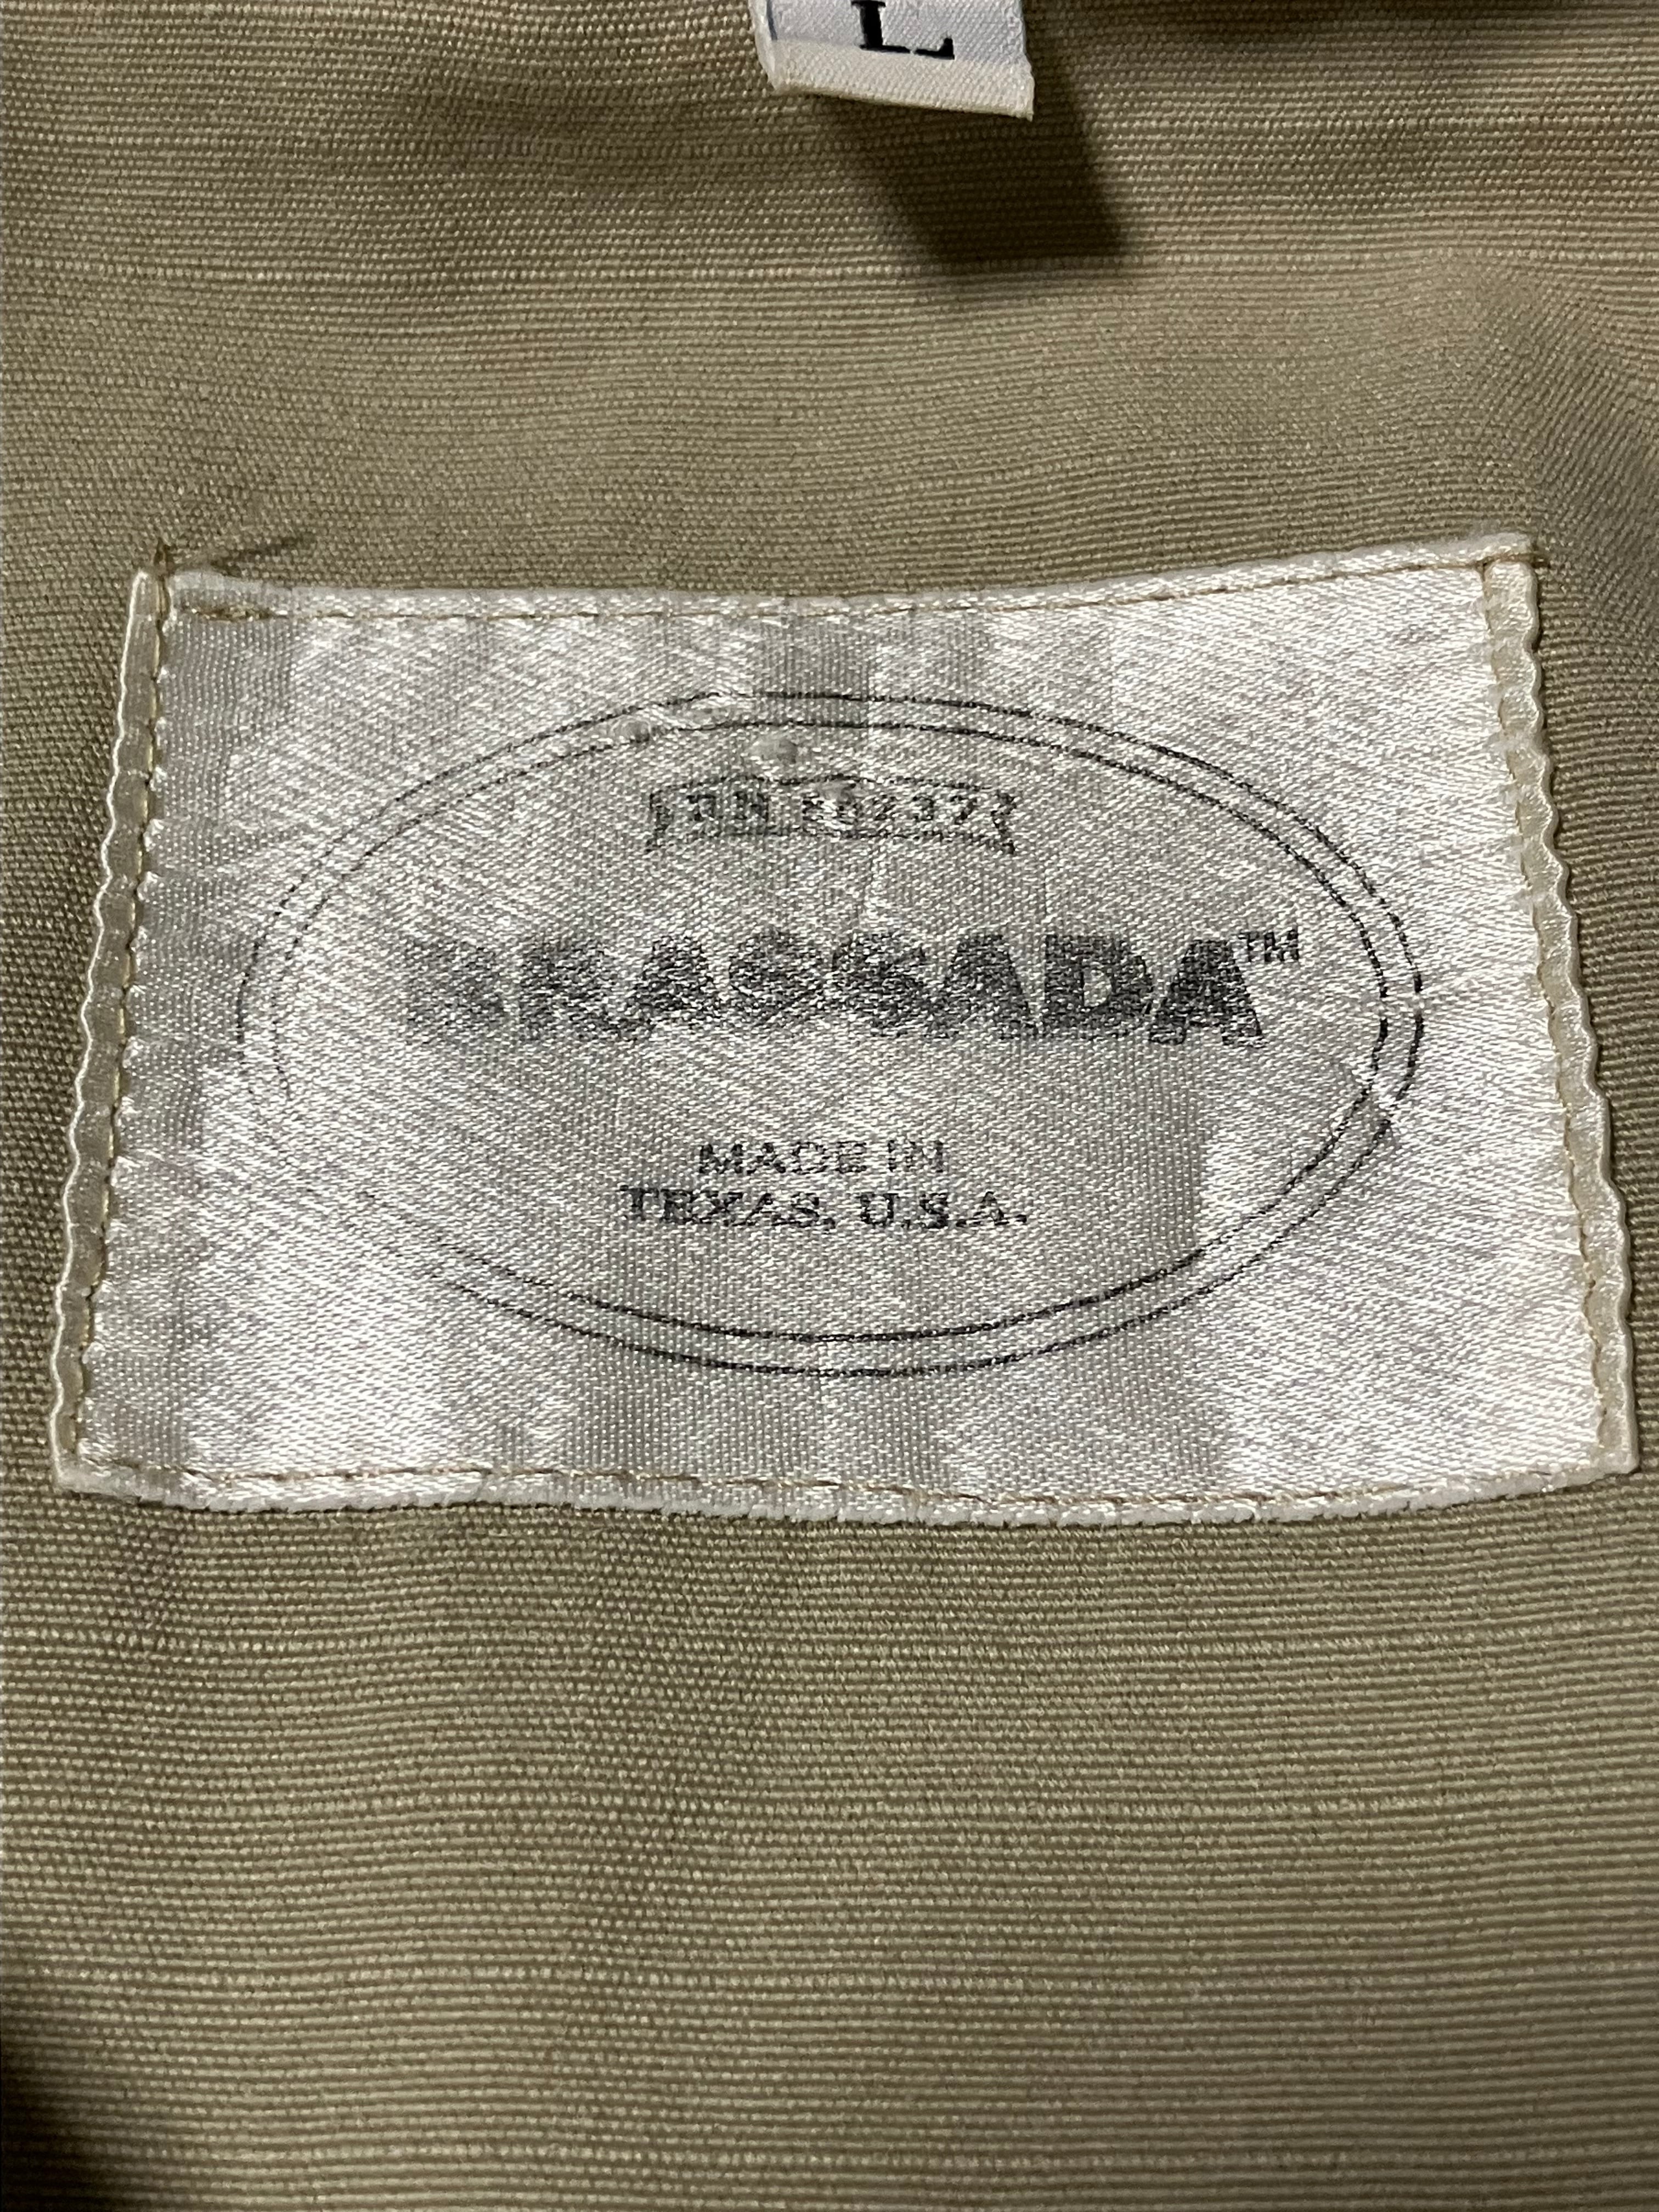 L
BRASSADA™
MADE IN
TEXAS, U.S.A.